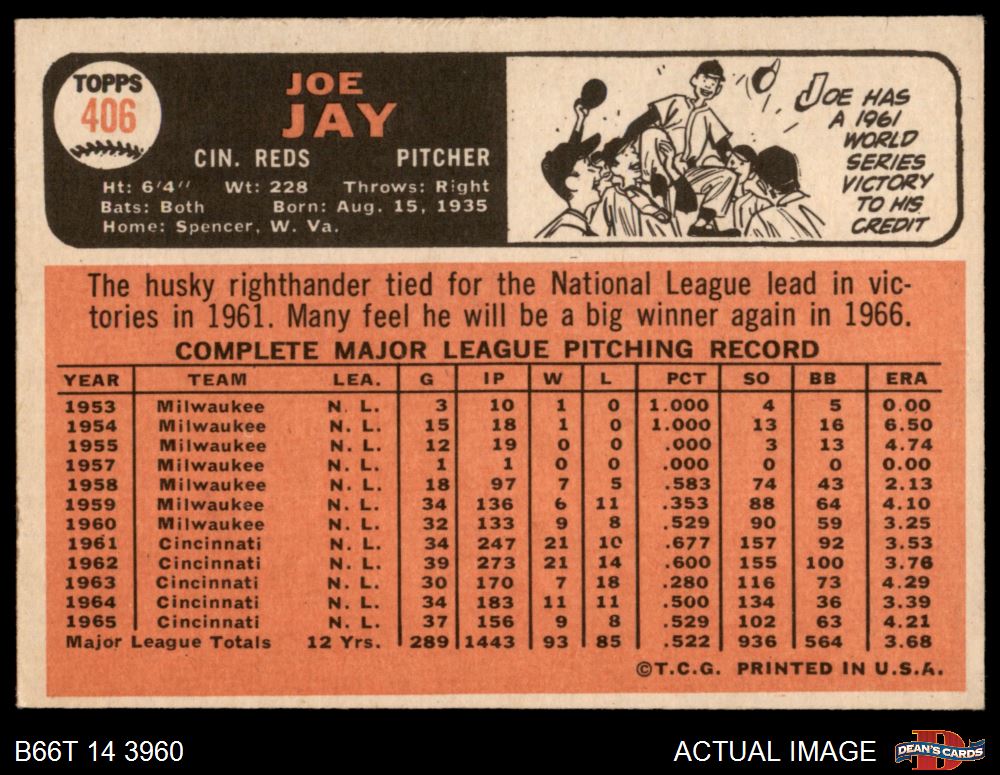 TOPPS
406
JOE
JAY
CIN. REDS PITCHER
Ht: 6'4" Wt: 228 Throws: Right
Bats: Both Born: Aug. 15, 1935
Home: Spencer, W. Va.
JOE HAS
A 1961
WORLD
SERIES
VICTORY
TO HIS
CREDIT
The husky righthander tied for the National League lead in vic-
tories in 1961. Many feel he will be a big winner again in 1966.
COMPLETE MAJOR LEAGUE PITCHING RECORD
YEAR TEAM LEA. G IP W L PCT SO BB ERA
1953 Milwaukee N. L. 3 10 1 0 1.000 4 5 0.00
1954 Milwaukee N. L. 15 18 1 0 1.000 13 16 6.50
1955 Milwaukee N. L. 12 19 0 0 .000 3 13 4.74
1957 Milwaukee N. L. 1 1 0 0 .000 0 0 0.00
1958 Milwaukee N. L. 18 97 7 5 .583 74 43 2.13
1959 Milwaukee N. L. 34 136 6 11 .353 88 64 4.10
1960 Milwaukee N. L. 32 133 9 8 .529 90 59 3.25
1961 Cincinnati N. L. 34 247 21 10 .677 157 92 3.53
1962 Cincinnati N. L. 39 273 21 14 .600 155 100 3.76
1963 Cincinnati N. L. 30 170 7 18 .280 116 73 4.29
1964 Cincinnati N. L. 34 183 11 11 .500 134 36 3.39
1965 Cincinnati N. L. 37 156 9 8 .529 102 63 4.21
Major League Totals 12 Yrs. 289 1443 93 85 .522 936 564 3.68
©T.C.G. PRINTED IN U.S.A.
B66T 14 3960 ACTUAL IMAGE DEAN'S CARDS